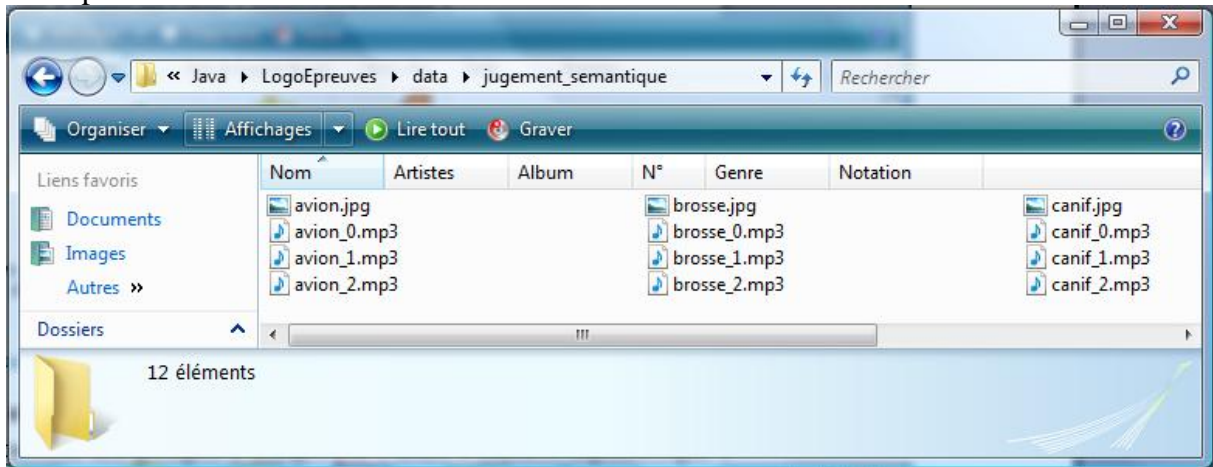 « Java ▸ LogoEpreuves ▸ data ▸ jugement_semantique Rechercher
Organiser Affichages Lire tout Graver
Liens favoris
Documents
Images
Autres »
Dossiers
Nom Artistes Album N° Genre Notation
avion.jpg brosse.jpg canif.jpg
avion_0.mp3 brosse_0.mp3 canif_0.mp3
avion_1.mp3 brosse_1.mp3 canif_1.mp3
avion_2.mp3 brosse_2.mp3 canif_2.mp3
12 éléments